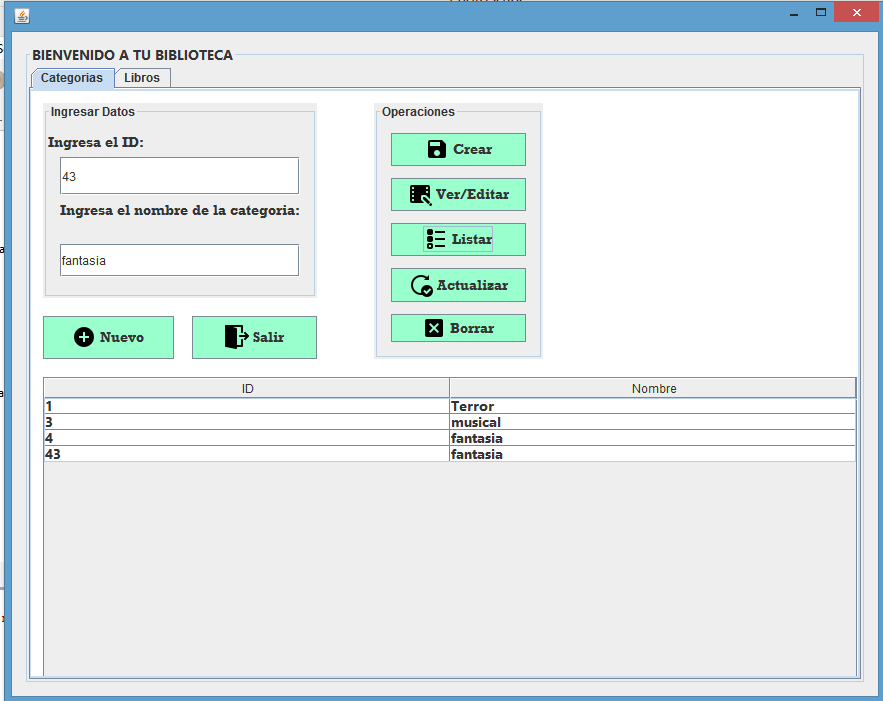 BIENVENIDO A TU BIBLIOTECA
Categorias Libros
Ingresar Datos
Ingresa el ID:
43
Ingresa el nombre de la categoria:
fantasia
Nuevo
Salir
Operaciones
Crear
Ver/Editar
Listar
Actualizar
Borrar
ID Nombre
1 Terror
3 musical
4 fantasia
43 fantasia